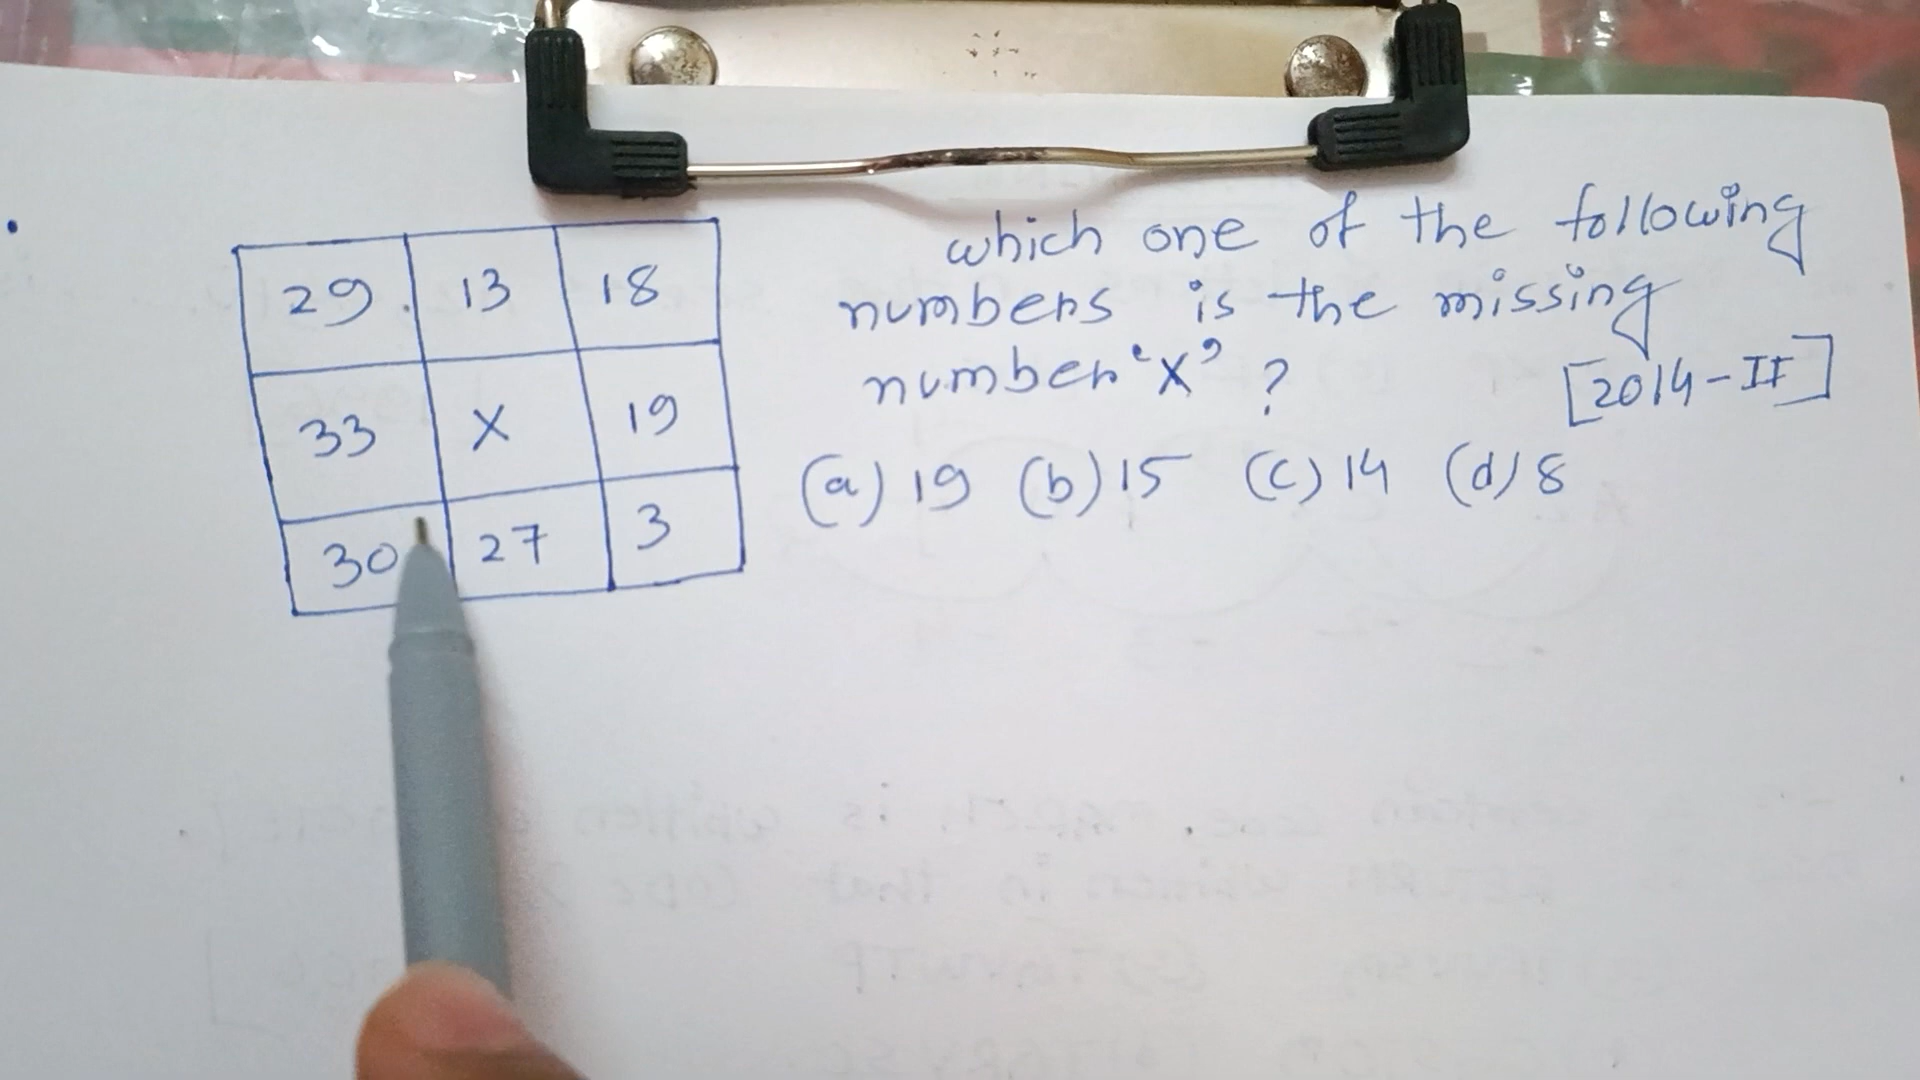 29 13 18
33 X 19
30 27 3
which one of the following
numbers is the missing
number 'X' ?
[2014-II]
(a) 19 (b) 15 (c) 14 (d) 8